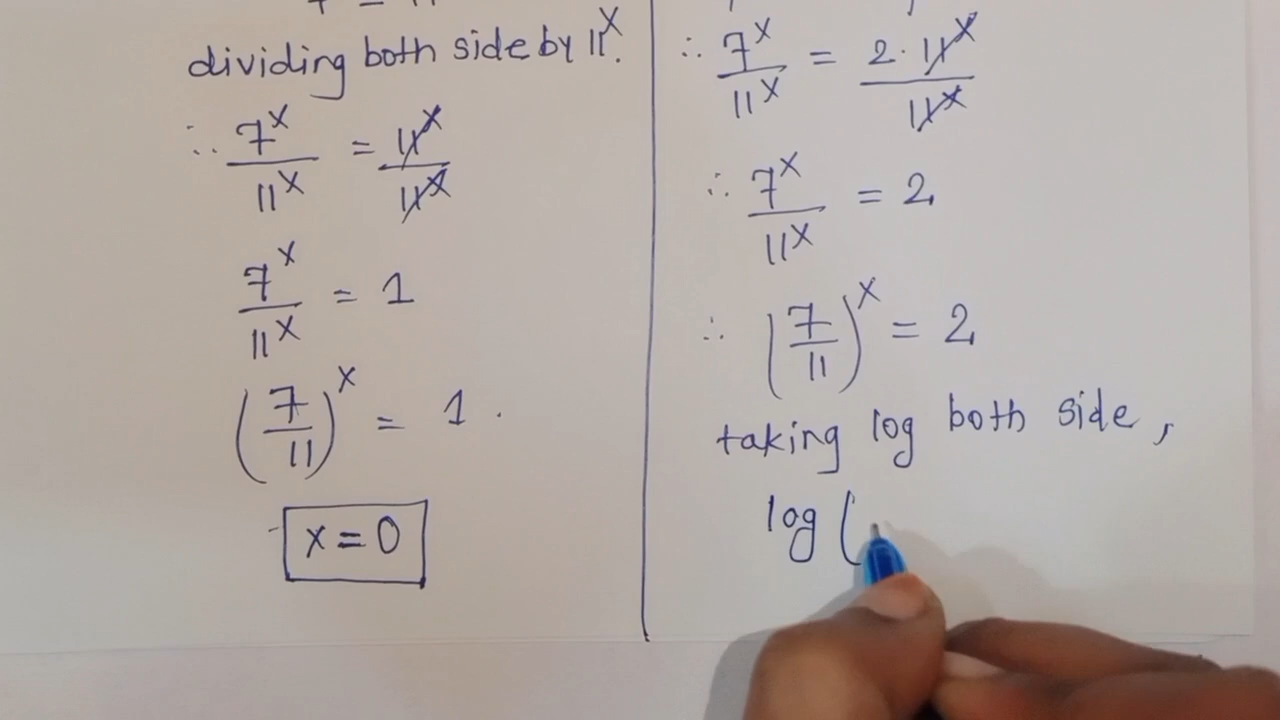 dividing both side by 11^x.
∴ 7^x/11^x = 11^x/11^x
7^x/11^x = 1
(7/11)^x = 1.
x = 0
∴ 7^x/11^x = 2·11^x/11^x
∴ 7^x/11^x = 2
∴ (7/11)^x = 2
taking log both side,
log (